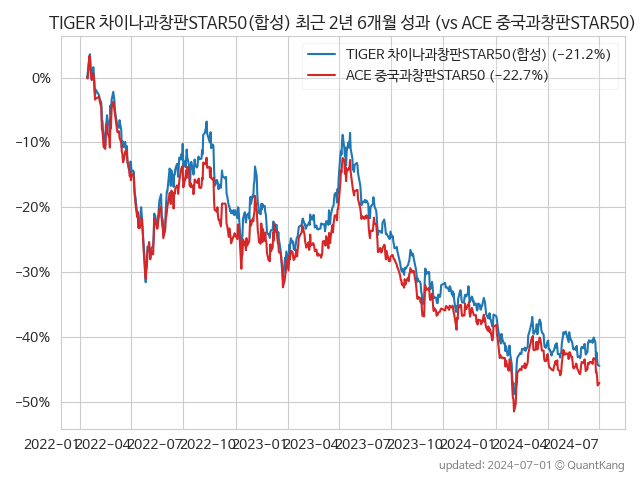 TIGER 차이나과창판STAR50(합성) 최근 2년 6개월 성과 (vs ACE 중국과창판STAR50)
TIGER 차이나과창판STAR50(합성) (−21.2%)
ACE 중국과창판STAR50 (−22.7%)
0%
−10%
−20%
−30%
−40%
−50%
2022-01 2022-04 2022-07 2022-10 2023-01 2023-04 2023-07 2023-10 2024-01 2024-04 2024-07
updated: 2024-07-01 ⓒ QuantKang